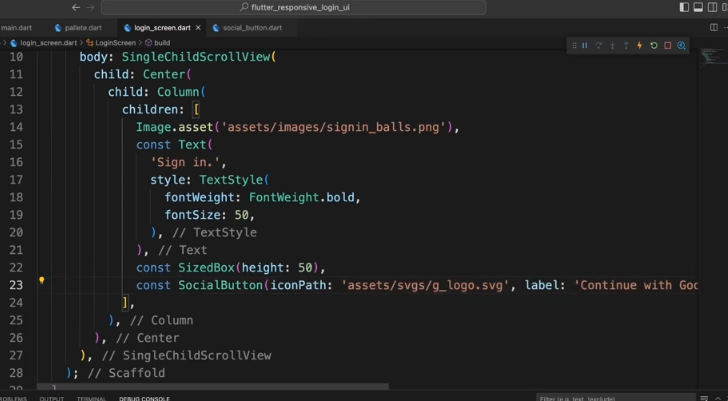 flutter_responsive_login_ui
main.dart pallete.dart login_screen.dart social_button.dart
login_screen.dart > LoginScreen > build
10 body: SingleChildScrollView(
11 child: Center(
12 child: Column(
13 children: [
14 Image.asset('assets/images/signin_balls.png'),
15 const Text(
16 'Sign in.',
17 style: TextStyle(
18 fontWeight: FontWeight.bold,
19 fontSize: 50,
20 ), // TextStyle
21 ), // Text
22 const SizedBox(height: 50),
23 const SocialButton(iconPath: 'assets/svgs/g_logo.svg', label: 'Continue with Goo
24 ],
25 ), // Column
26 ), // Center
27 ), // SingleChildScrollView
28 ); // Scaffold
PROBLEMS OUTPUT TERMINAL DEBUG CONSOLE Filter (e.g. text, !exclude)